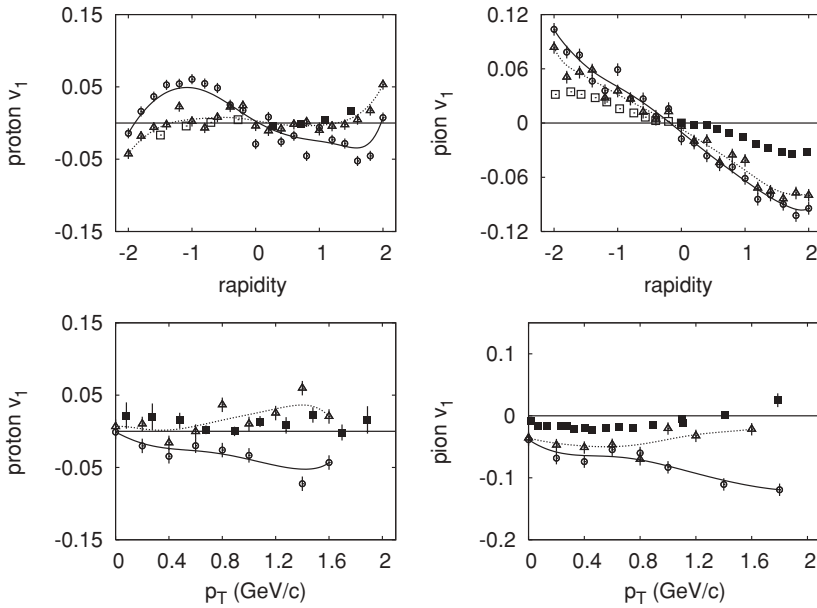 0.15
0.05
-0.05
-0.15
proton v1
-2 -1 0 1 2
rapidity
0.12
0.06
0
-0.06
-0.12
pion v1
-2 -1 0 1 2
rapidity
0.15
0.05
-0.05
-0.15
proton v1
0 0.4 0.8 1.2 1.6 2
pT (GeV/c)
0.1
0
-0.1
-0.2
pion v1
0 0.4 0.8 1.2 1.6 2
pT (GeV/c)